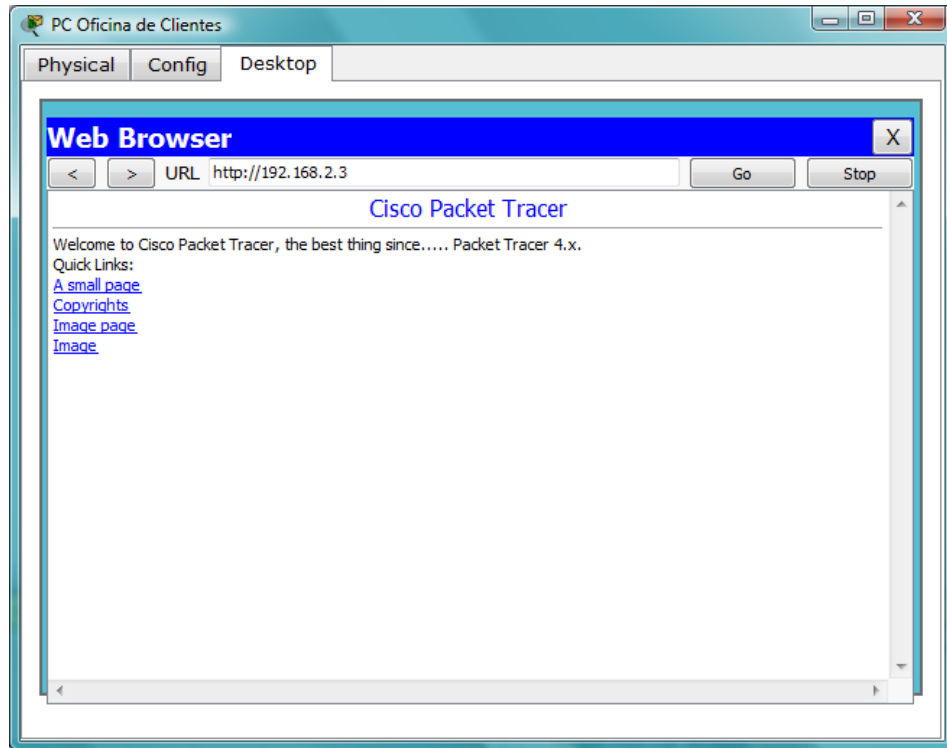 PC Oficina de Clientes
X
Physical Config Desktop
Web Browser
X
< > URL http://192.168.2.3 Go Stop
Cisco Packet Tracer
Welcome to Cisco Packet Tracer, the best thing since..... Packet Tracer 4.x.
Quick Links:
A small page
Copyrights
Image page
Image